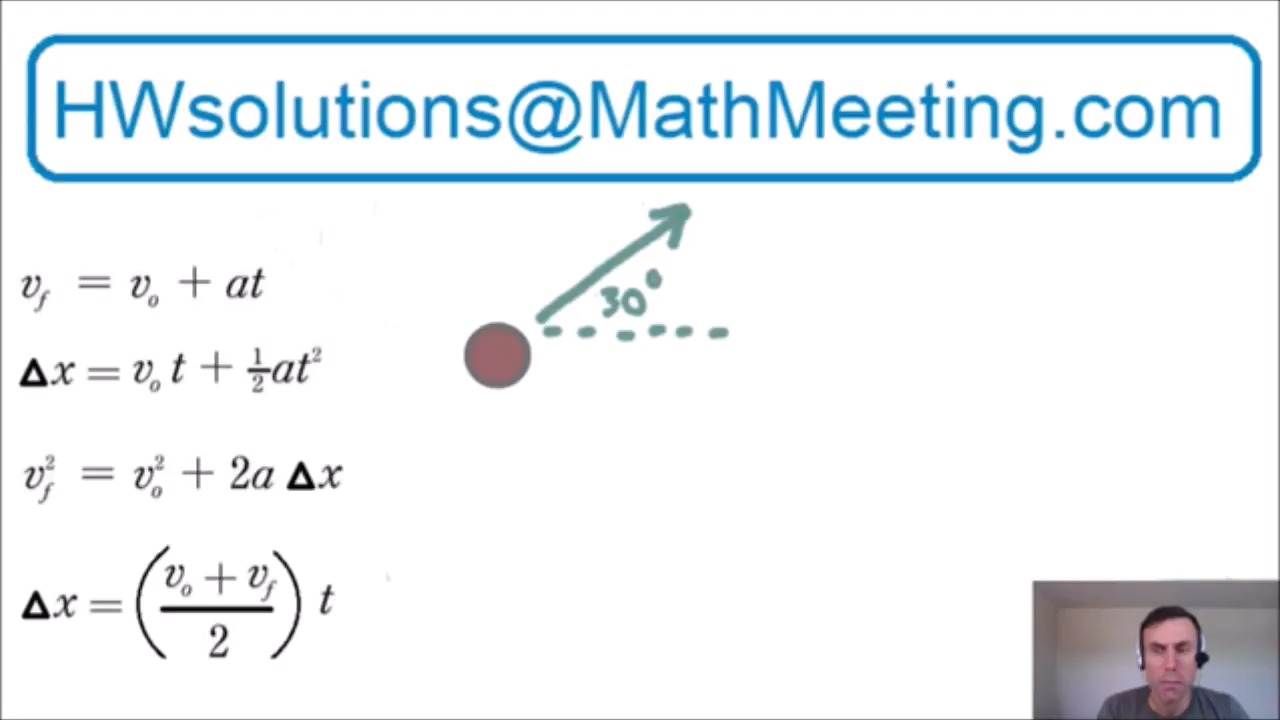 HWsolutions@MathMeeting.com
30°
v_f = v_o + at
Δx = v_o t + ½at²
v_f² = v_o² + 2a Δx
Δx = ((v_o + v_f)/2) t